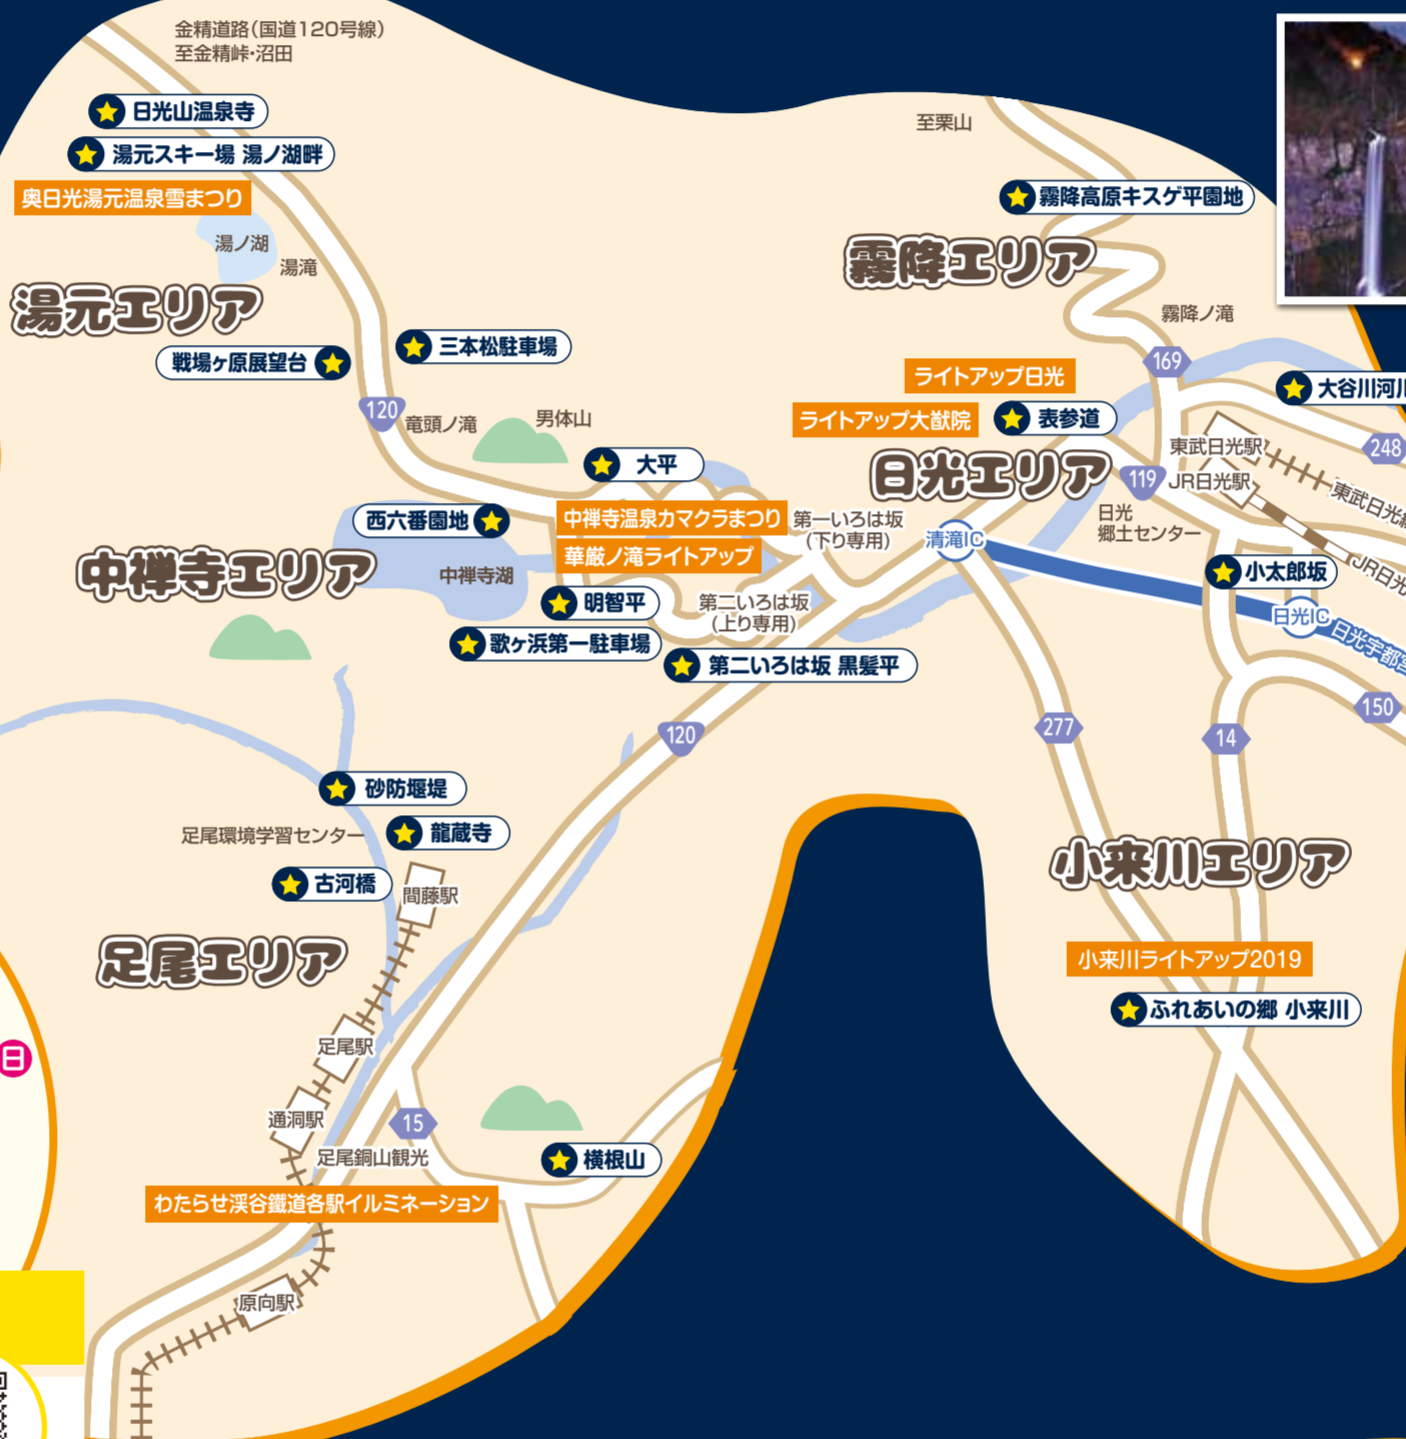 金精道路(国道120号線)
至金精峠・沼田
日光山温泉寺
湯元スキー場 湯ノ湖畔
奥日光湯元温泉雪まつり
湯ノ湖
湯滝
湯元エリア
戦場ヶ原展望台
三本松駐車場
120
竜頭ノ滝
男体山
至栗山
霧降高原キスゲ平園地
霧降エリア
霧降ノ滝
169
ライトアップ日光
ライトアップ大猷院
表参道
大谷川河川
248
東武日光駅
JR日光駅
東武日光線
JR日光
日光エリア
119
日光
郷土センター
大平
西六番園地
中禅寺温泉カマクラまつり
華厳ノ滝ライトアップ
第一いろは坂
(下り専用)
清滝IC
中禅寺エリア
中禅寺湖
明智平
第二いろは坂
(上り専用)
歌ヶ浜第一駐車場
第二いろは坂 黒髪平
小太郎坂
日光IC
日光宇都宮
120
277
14
150
砂防堰堤
足尾環境学習センター
龍蔵寺
古河橋
間藤駅
足尾エリア
小来川エリア
小来川ライトアップ2019
ふれあいの郷 小来川
日
足尾駅
通洞駅
15
足尾銅山観光
横根山
わたらせ渓谷鐵道各駅イルミネーション
原向駅